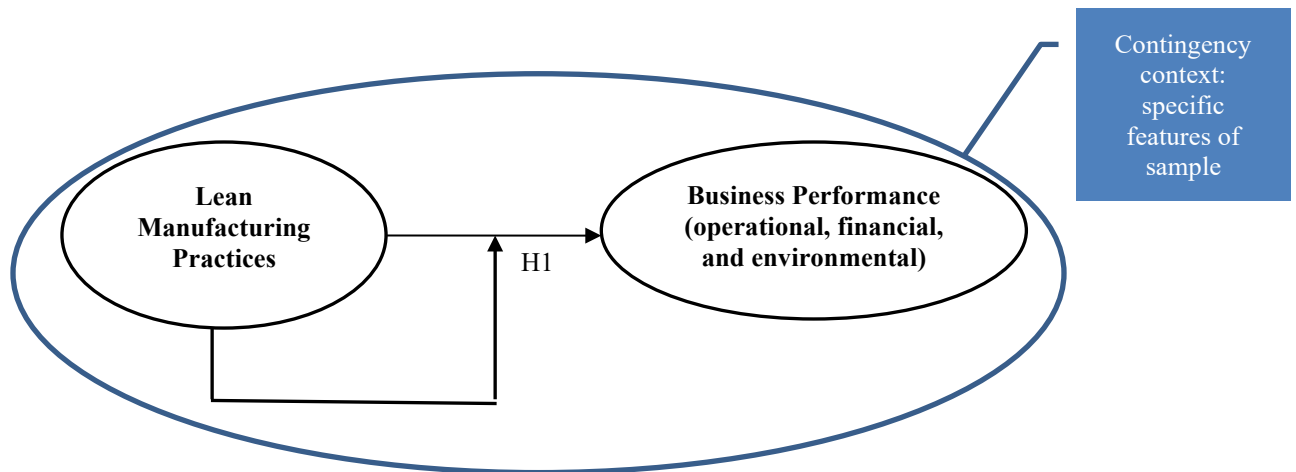 Contingency
context:
specific
features of
sample
Lean
Manufacturing
Practices
Business Performance
(operational, financial,
and environmental)
H1